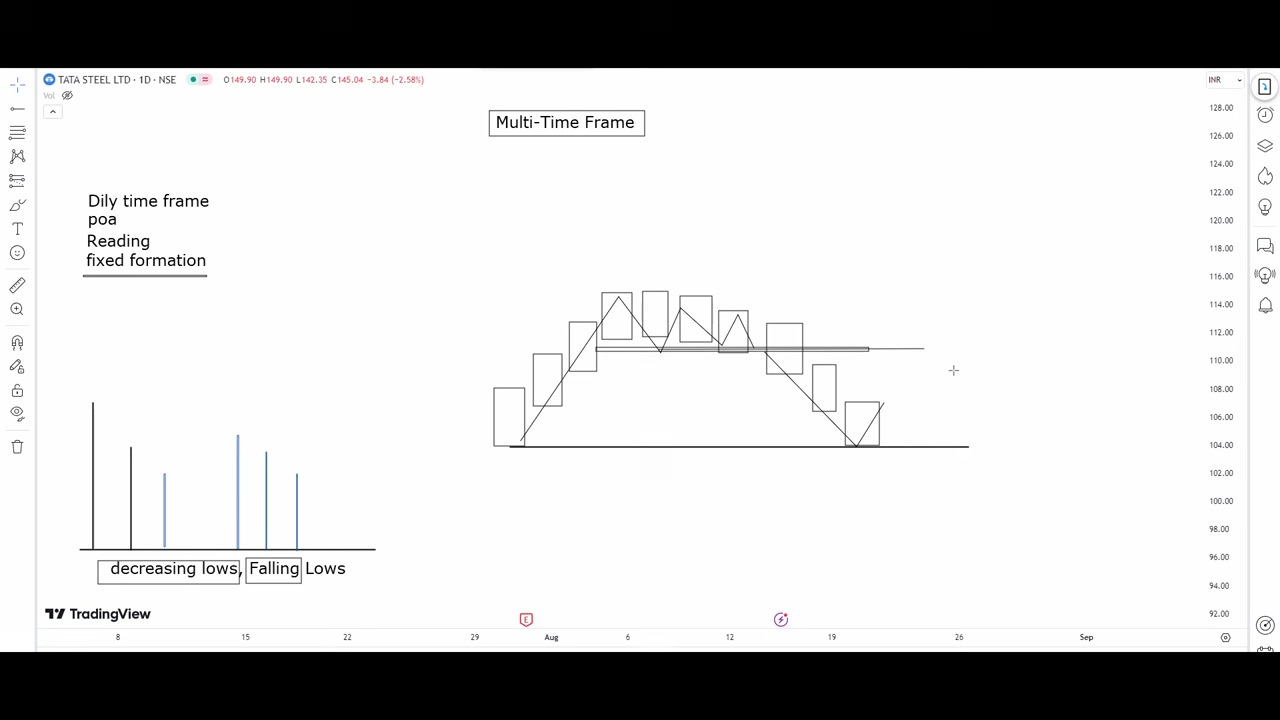 TATA STEEL LTD · 1D · NSE
O149.90 H149.90 L142.35 C145.04 −3.84 (−2.58%)
INR
Vol
Multi-Time Frame
Dily time frame
poa
Reading
fixed formation
decreasing lows, Falling Lows
128.00
126.00
124.00
122.00
120.00
118.00
116.00
114.00
112.00
110.00
108.00
106.00
104.00
102.00
100.00
98.00
96.00
94.00
92.00
TradingView
E
8
15
22
29
Aug
6
12
19
26
Sep